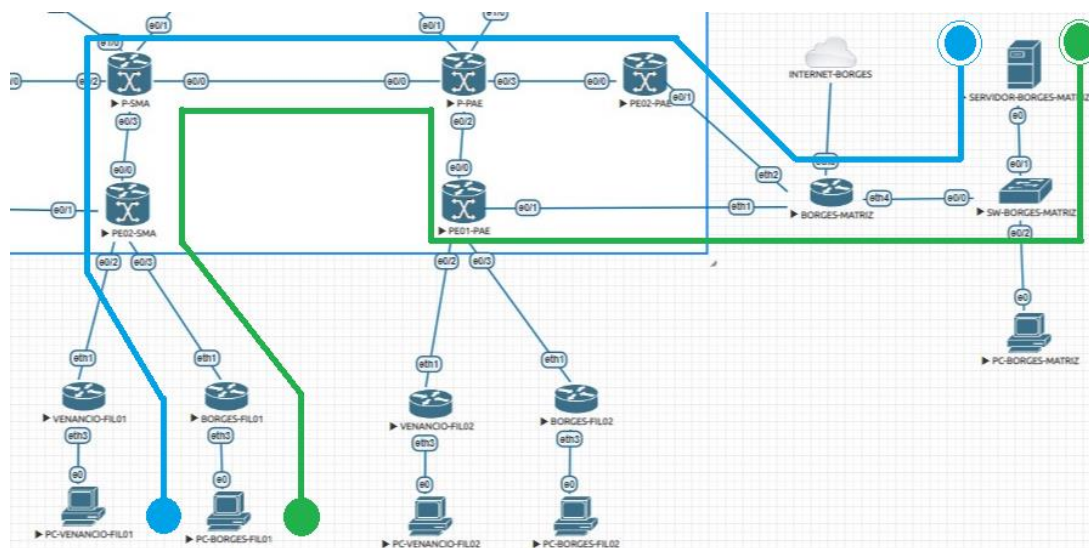 e0/1
e0/1
INTERNET-BORGES
e0/2
e0/0
e0/0
e0/3
e0/0
P-SMA
P-PAE
PE02-PAE
e0/1
SERVIDOR-BORGES-MATRIZ
e0
e0/3
e0/2
e0/1
e0/0
e0/0
eth2
e0/1
e0/1
eth1
eth4
e0/0
PE02-SMA
PE01-PAE
BORGES-MATRIZ
SW-BORGES-MATRIZ
e0/2
e0/2
e0/3
e0/2
e0/3
e0
PC-BORGES-MATRIZ
eth1
eth1
eth1
eth1
VENANCIO-FIL01
BORGES-FIL01
VENANCIO-FIL02
BORGES-FIL02
eth3
eth3
eth3
eth3
e0
e0
e0
e0
PC-VENANCIO-FIL01
PC-BORGES-FIL01
PC-VENANCIO-FIL02
PC-BORGES-FIL02